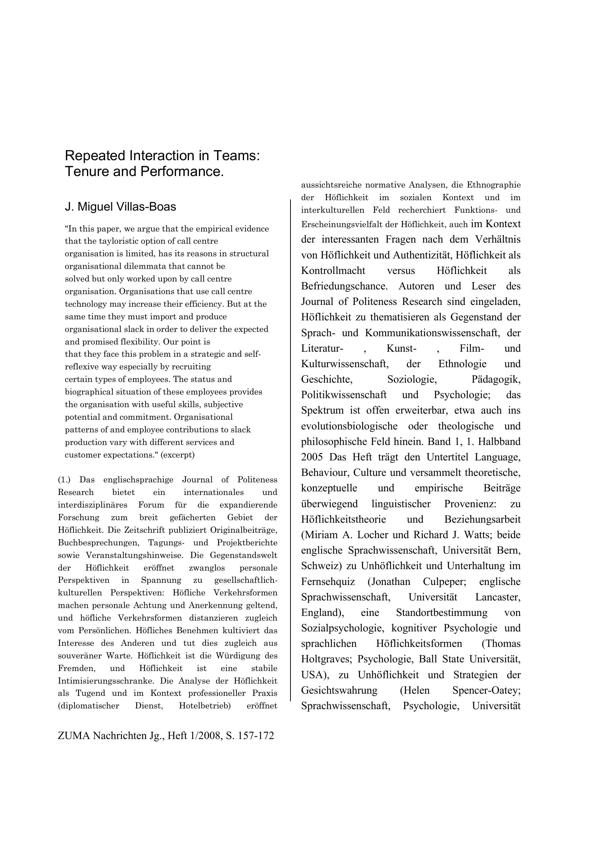 Repeated Interaction in Teams:
Tenure and Performance.
J. Miguel Villas-Boas
"In this paper, we argue that the empirical evidence
that the tayloristic option of call centre
organisation is limited, has its reasons in structural
organisational dilemmata that cannot be
solved but only worked upon by call centre
organisation. Organisations that use call centre
technology may increase their efficiency. But at the
same time they must import and produce
organisational slack in order to deliver the expected
and promised flexibility. Our point is
that they face this problem in a strategic and self-
reflexive way especially by recruiting
certain types of employees. The status and
biographical situation of these employees provides
the organisation with useful skills, subjective
potential and commitment. Organisational
patterns of and employee contributions to slack
production vary with different services and
customer expectations." (excerpt)
(1.) Das englischsprachige Journal of Politeness
Research bietet ein internationales und
interdisziplinäres Forum für die expandierende
Forschung zum breit gefächerten Gebiet der
Höflichkeit. Die Zeitschrift publiziert Originalbeiträge,
Buchbesprechungen, Tagungs- und Projektberichte
sowie Veranstaltungshinweise. Die Gegenstandswelt
der Höflichkeit eröffnet zwanglos personale
Perspektiven in Spannung zu gesellschaftlich-
kulturellen Perspektiven: Höfliche Verkehrsformen
machen personale Achtung und Anerkennung geltend,
und höfliche Verkehrsformen distanzieren zugleich
vom Persönlichen. Höfliches Benehmen kultiviert das
Interesse des Anderen und tut dies zugleich aus
souveräner Warte. Höflichkeit ist die Würdigung des
Fremden, und Höflichkeit ist eine stabile
Intimisierungsschranke. Die Analyse der Höflichkeit
als Tugend und im Kontext professioneller Praxis
(diplomatischer Dienst, Hotelbetrieb) eröffnet
aussichtsreiche normative Analysen, die Ethnographie
der Höflichkeit im sozialen Kontext und im
interkulturellen Feld recherchiert Funktions- und
Erscheinungsvielfalt der Höflichkeit, auch im Kontext
der interessanten Fragen nach dem Verhältnis
von Höflichkeit und Authentizität, Höflichkeit als
Kontrollmacht versus Höflichkeit als
Befriedungschance. Autoren und Leser des
Journal of Politeness Research sind eingeladen,
Höflichkeit zu thematisieren als Gegenstand der
Sprach- und Kommunikationswissenschaft, der
Literatur- , Kunst- , Film- und
Kulturwissenschaft, der Ethnologie und
Geschichte, Soziologie, Pädagogik,
Politikwissenschaft und Psychologie; das
Spektrum ist offen erweiterbar, etwa auch ins
evolutionsbiologische oder theologische und
philosophische Feld hinein. Band 1, 1. Halbband
2005 Das Heft trägt den Untertitel Language,
Behaviour, Culture und versammelt theoretische,
konzeptuelle und empirische Beiträge
überwiegend linguistischer Provenienz: zu
Höflichkeitstheorie und Beziehungsarbeit
(Miriam A. Locher und Richard J. Watts; beide
englische Sprachwissenschaft, Universität Bern,
Schweiz) zu Unhöflichkeit und Unterhaltung im
Fernsehquiz (Jonathan Culpeper; englische
Sprachwissenschaft, Universität Lancaster,
England), eine Standortbestimmung von
Sozialpsychologie, kognitiver Psychologie und
sprachlichen Höflichkeitsformen (Thomas
Holtgraves; Psychologie, Ball State Universität,
USA), zu Unhöflichkeit und Strategien der
Gesichtswahrung (Helen Spencer-Oatey;
Sprachwissenschaft, Psychologie, Universität
ZUMA Nachrichten Jg., Heft 1/2008, S. 157-172